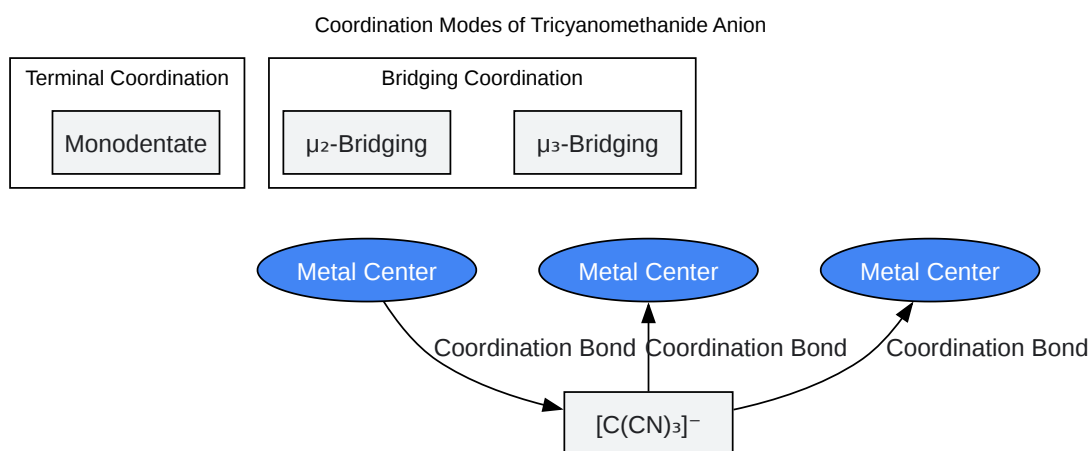 Coordination Modes of Tricyanomethanide Anion
Terminal Coordination
Bridging Coordination
Monodentate
μ₂-Bridging
μ₃-Bridging
Metal Center
Metal Center
Metal Center
Coordination Bond
Coordination Bond
Coordination Bond
[C(CN)₃]⁻